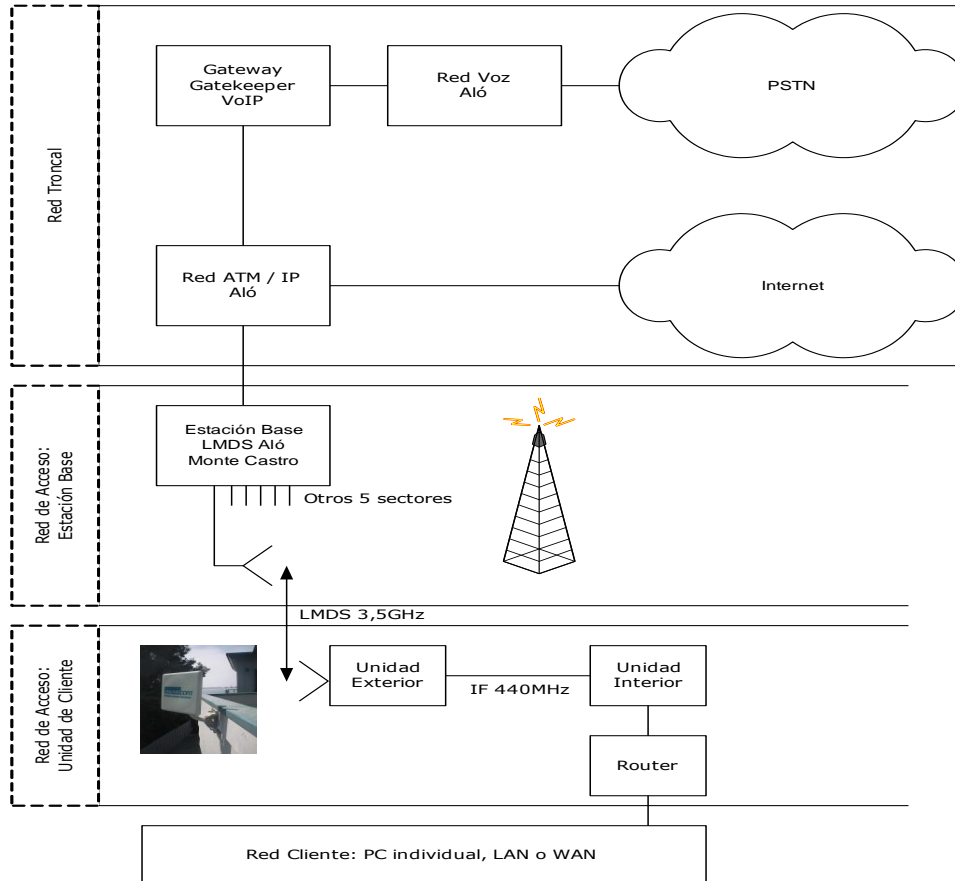 Red Troncal
Gateway
Gatekeeper
VoIP
Red Voz
Aló
PSTN
Red ATM / IP
Aló
Internet
Red de Acceso:
Estación Base
Estación Base
LMDS Aló
Monte Castro
Otros 5 sectores
LMDS 3,5GHz
Red de Acceso:
Unidad de Cliente
Unidad
Exterior
IF 440MHz
Unidad
Interior
Router
Red Cliente: PC individual, LAN o WAN